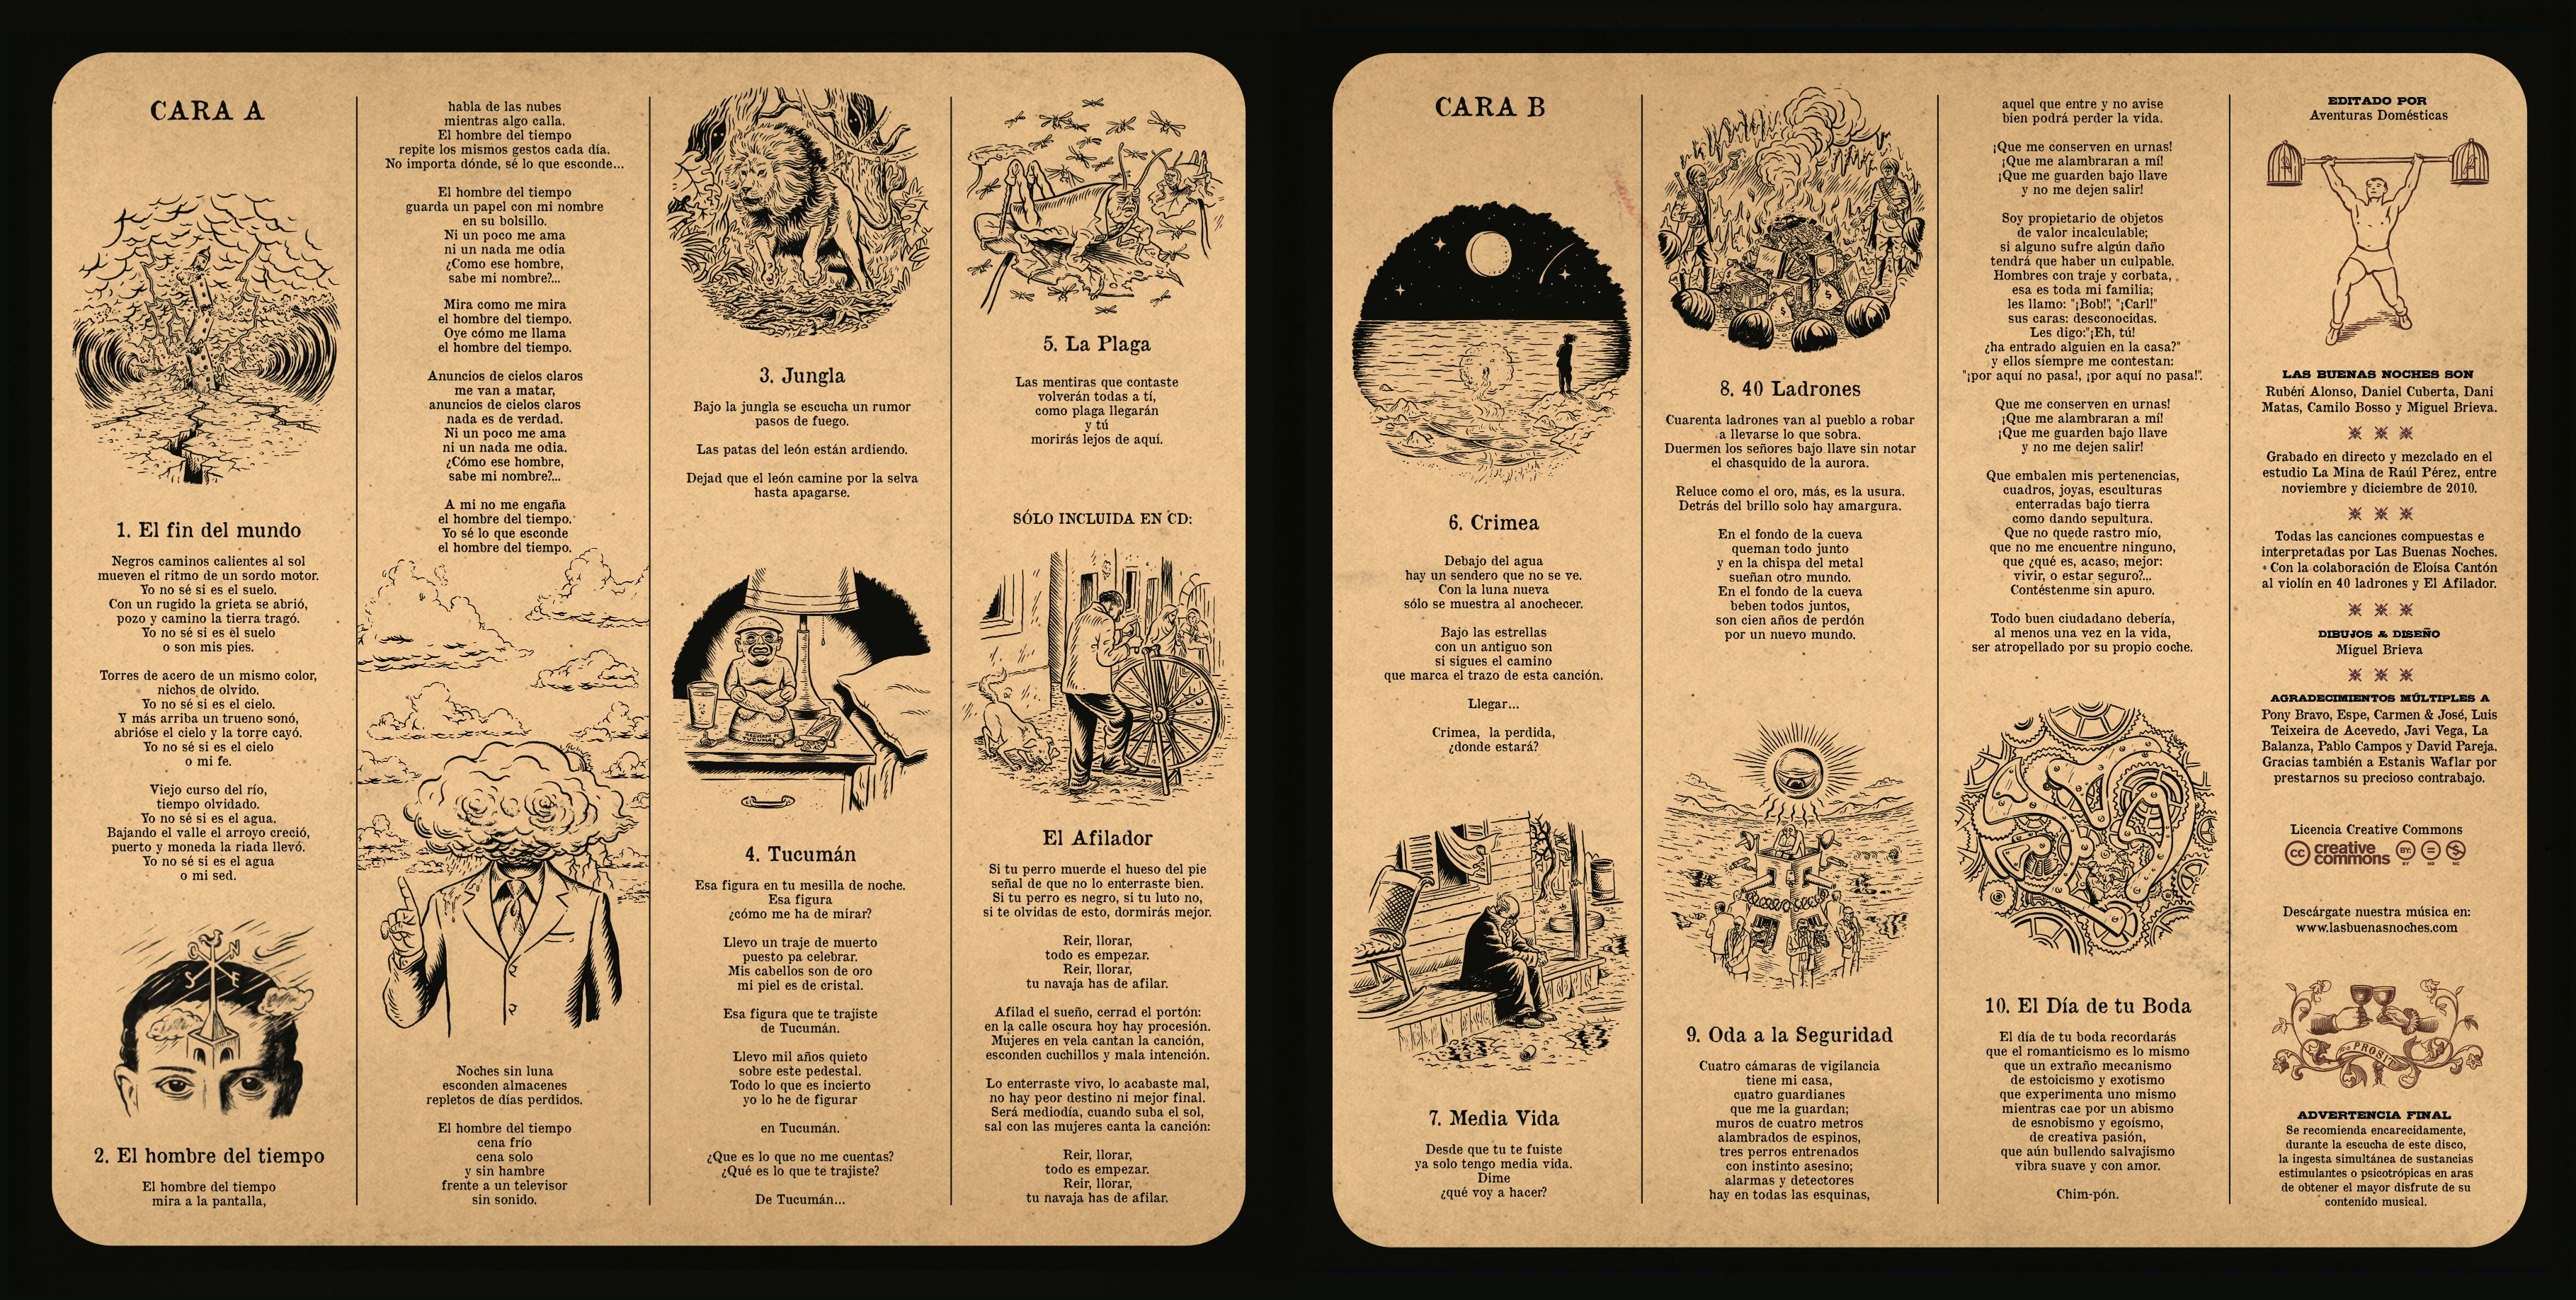 CARA A
1. El fin del mundo
Negros caminos calientes al sol
mueven el ritmo de un sordo motor.
Yo no sé si es el suelo.
Con un rugido la grieta se abrió,
pozo y camino la tierra tragó.
Yo no sé si es el suelo
o son mis pies.
Torres de acero de un mismo color,
nichos de olvido.
Yo no sé si es el cielo.
Y más arriba un trueno sonó,
abrióse el cielo y la torre cayó.
Yo no sé si es el cielo
o mi fe.
Viejo curso del río,
tiempo olvidado.
Yo no sé si es el agua.
Bajando el valle el arroyo creció,
puerto y moneda la riada llevó.
Yo no sé si es el agua
o mi sed.
N
S
E
2. El hombre del tiempo
El hombre del tiempo
mira a la pantalla,
habla de las nubes
mientras algo calla.
El hombre del tiempo
repite los mismos gestos cada día.
No importa dónde, sé lo que esconde...
El hombre del tiempo
guarda un papel con mi nombre
en su bolsillo.
Ni un poco me ama
ni un nada me odia
¿Como ese hombre,
sabe mi nombre?...
Mira como me mira
el hombre del tiempo.
Oye cómo me llama
el hombre del tiempo.
Anuncios de cielos claros
me van a matar,
anuncios de cielos claros
nada es de verdad.
Ni un poco me ama
ni un nada me odia.
¿Cómo ese hombre,
sabe mi nombre?...
A mi no me engaña
el hombre del tiempo.
Yo sé lo que esconde
el hombre del tiempo.
Noches sin luna
esconden almacenes
repletos de días perdidos.
El hombre del tiempo
cena frío
cena solo
y sin hambre
frente a un televisor
sin sonido.
3. Jungla
Bajo la jungla se escucha un rumor
pasos de fuego.
Las patas del león están ardiendo.
Dejad que el león camine por la selva
hasta apagarse.
TUCUMÁN
4. Tucumán
Esa figura en tu mesilla de noche.
Esa figura
¿cómo me ha de mirar?
Llevo un traje de muerto
puesto pa celebrar.
Mis cabellos son de oro
mi piel es de cristal.
Esa figura que te trajiste
de Tucumán.
Llevo mil años quieto
sobre este pedestal.
Todo lo que es incierto
yo lo he de figurar
en Tucumán.
¿Que es lo que no me cuentas?
¿Qué es lo que te trajiste?
De Tucumán...
5. La Plaga
Las mentiras que contaste
volverán todas a tí,
como plaga llegarán
y tú
morirás lejos de aquí.
SÓLO INCLUIDA EN CD:
El Afilador
Si tu perro muerde el hueso del pie
señal de que no lo enterraste bien.
Si tu perro es negro, si tu luto no,
si te olvidas de esto, dormirás mejor.
Reír, llorar,
todo es empezar.
Reír, llorar,
tu navaja has de afilar.
Afilad el sueño, cerrad el portón:
en la calle oscura hoy hay procesión.
Mujeres en vela cantan la canción,
esconden cuchillos y mala intención.
Lo enterraste vivo, lo acabaste mal,
no hay peor destino ni mejor final.
Será mediodía, cuando suba el sol,
sal con las mujeres canta la canción:
Reír, llorar,
todo es empezar.
Reír, llorar,
tu navaja has de afilar.
CARA B
6. Crimea
Debajo del agua
hay un sendero que no se ve.
Con la luna nueva
sólo se muestra al anochecer.
Bajo las estrellas
con un antiguo son
si sigues el camino
que marca el trazo de esta canción.
Llegar...
Crimea, la perdida,
¿donde estará?
7. Media Vida
Desde que tu te fuiste
ya solo tengo media vida.
Dime
¿qué voy a hacer?
8. 40 Ladrones
Cuarenta ladrones van al pueblo a robar
a llevarse lo que sobra.
Duermen los señores bajo llave sin notar
el chasquido de la aurora.
Reluce como el oro, más, es la usura.
Detrás del brillo solo hay amargura.
En el fondo de la cueva
queman todo junto
y en la chispa del metal
sueñan otro mundo.
En el fondo de la cueva
beben todos juntos,
son cien años de perdón
por un nuevo mundo.
9. Oda a la Seguridad
Cuatro cámaras de vigilancia
tiene mi casa,
cuatro guardianes
que me la guardan;
muros de cuatro metros
alambrados de espinos,
tres perros entrenados
con instinto asesino;
alarmas y detectores
hay en todas las esquinas,
aquel que entre y no avise
bien podrá perder la vida.
¡Que me conserven en urnas!
¡Que me alambraran a mí!
¡Que me guarden bajo llave
y no me dejen salir!
Soy propietario de objetos
de valor incalculable;
si alguno sufre algún daño
tendrá que haber un culpable.
Hombres con traje y corbata,
esa es toda mi familia;
les llamo: "¡Bob!", "¡Carl!"
sus caras: desconocidas.
Les digo:"¡Eh, tú!
¿ha entrado alguien en la casa?"
y ellos siempre me contestan:
"¡por aquí no pasa!, ¡por aquí no pasa!".
Que me conserven en urnas!
¡Que me alambraran a mí!
¡Que me guarden bajo llave
y no me dejen salir!
Que embalen mis pertenencias,
cuadros, joyas, esculturas
enterradas bajo tierra
como dando sepultura.
Que no quede rastro mío,
que no me encuentre ninguno,
que ¿qué es, acaso, mejor:
vivir, o estar seguro?...
Contéstenme sin apuro.
Todo buen ciudadano debería,
al menos una vez en la vida,
ser atropellado por su propio coche.
10. El Día de tu Boda
El día de tu boda recordarás
que el romanticismo es lo mismo
que un extraño mecanismo
de estoicismo y exotismo
que experimenta uno mismo
mientras cae por un abismo
de esnobismo y egoísmo,
de creativa pasión,
que aún bullendo salvajismo
vibra suave y con amor.
Chim-pón.
EDITADO POR
Aventuras Domésticas
LAS BUENAS NOCHES SON
Rubén Alonso, Daniel Cuberta, Dani
Matas, Camilo Bosso y Miguel Brieva.
Grabado en directo y mezclado en el
estudio La Mina de Raúl Pérez, entre
noviembre y diciembre de 2010.
Todas las canciones compuestas e
interpretadas por Las Buenas Noches.
* Con la colaboración de Eloísa Cantón
al violín en 40 ladrones y El Afilador.
DIBUJOS & DISEÑO
Miguel Brieva
AGRADECIMIENTOS MÚLTIPLES A
Pony Bravo, Espe, Carmen & José, Luis
Teixeira de Acevedo, Javi Vega, La
Balanza, Pablo Campos y David Pareja.
Gracias también a Estanis Waflar por
prestarnos su precioso contrabajo.
Licencia Creative Commons
cc creative commons BY ND NC
Descárgate nuestra música en:
www.lasbuenasnoches.com
PROSIT
ADVERTENCIA FINAL
Se recomienda encarecidamente,
durante la escucha de este disco,
la ingesta simultánea de sustancias
estimulantes o psicotrópicas en aras
de obtener el mayor disfrute de su
contenido musical.